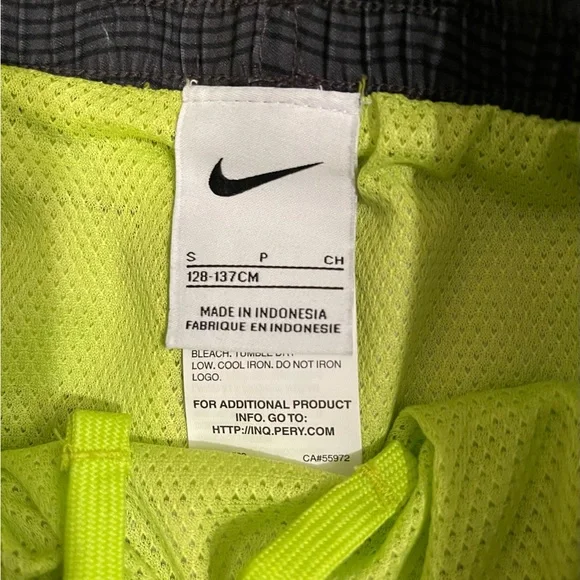 S P CH
128-137CM
MADE IN INDONESIA
FABRIQUE EN INDONESIE
BLEACH. TUMBLE DRY
LOW. COOL IRON. DO NOT IRON
LOGO.
FOR ADDITIONAL PRODUCT
INFO. GO TO:
HTTP://INQ.PERY.COM
CA#55972